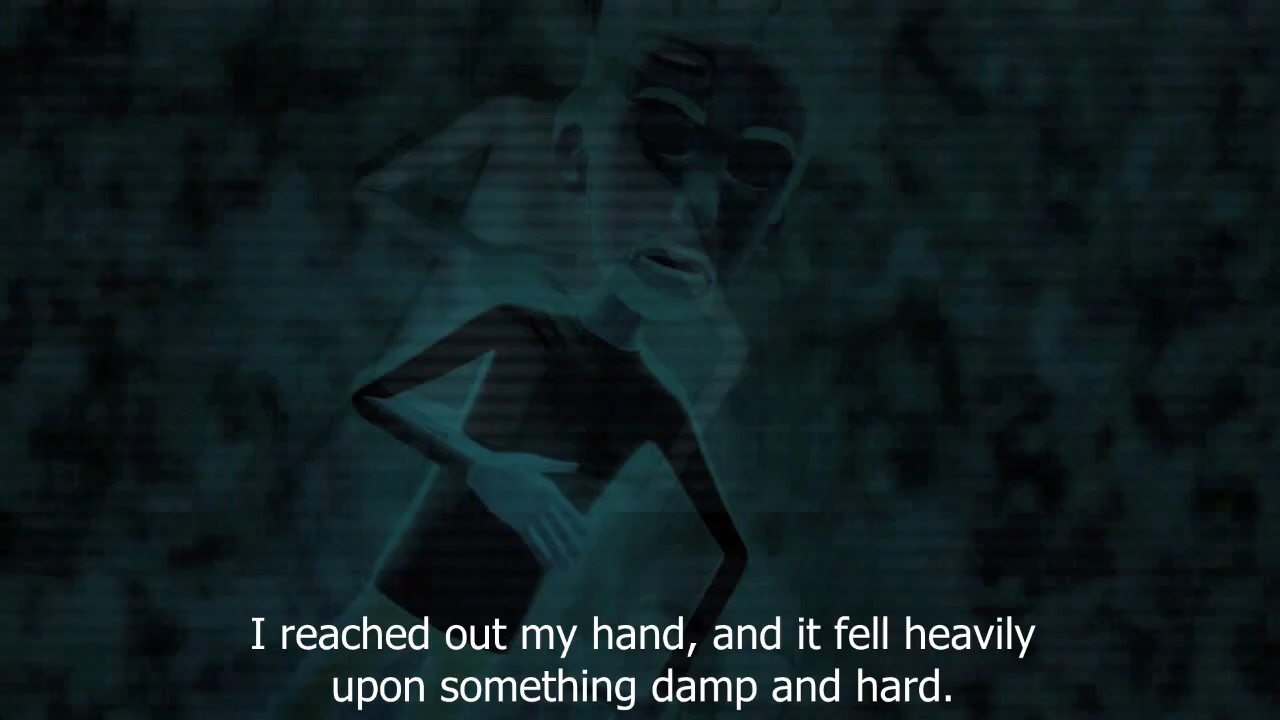 I reached out my hand, and it fell heavily
upon something damp and hard.